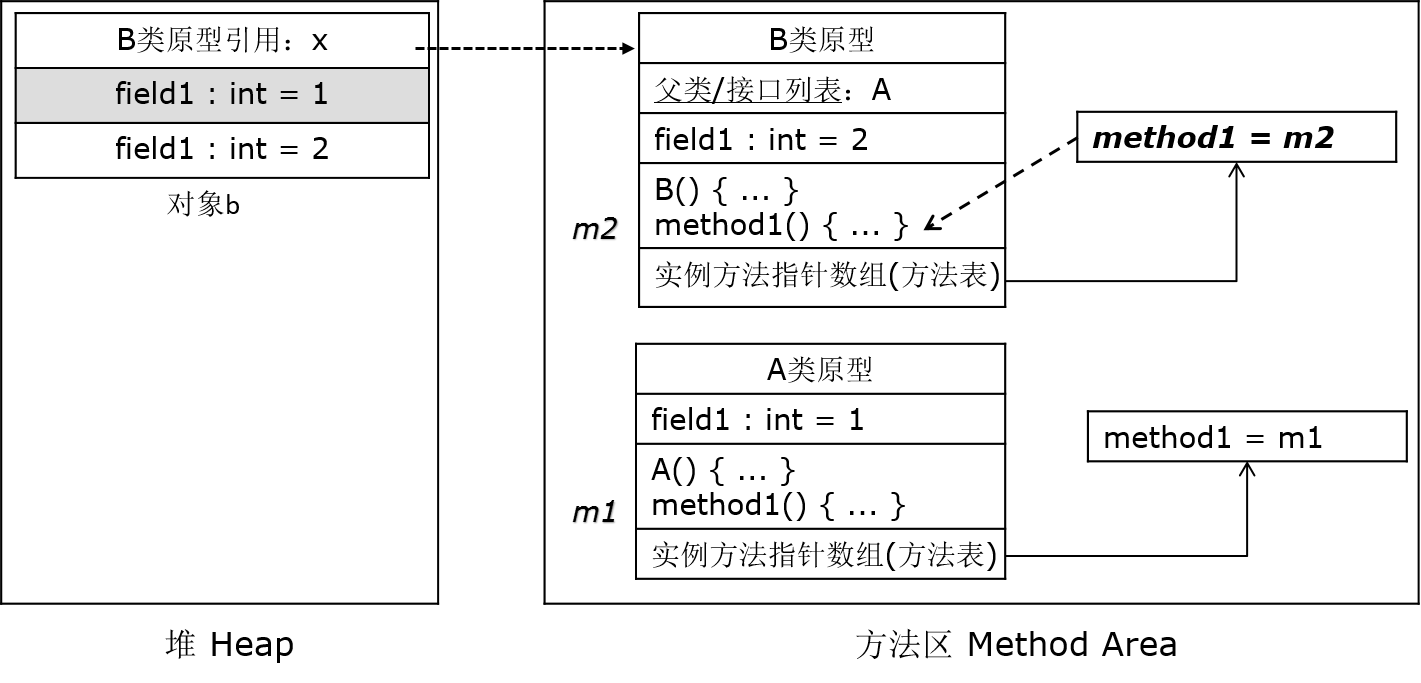 B类原型引用：x
field1 : int = 1
field1 : int = 2
对象b
堆 Heap
B类原型
父类/接口列表：A
field1 : int = 2
B() { ... }
method1() { ... }
m2
实例方法指针数组(方法表)
method1 = m2
A类原型
field1 : int = 1
A() { ... }
method1() { ... }
m1
实例方法指针数组(方法表)
method1 = m1
方法区 Method Area